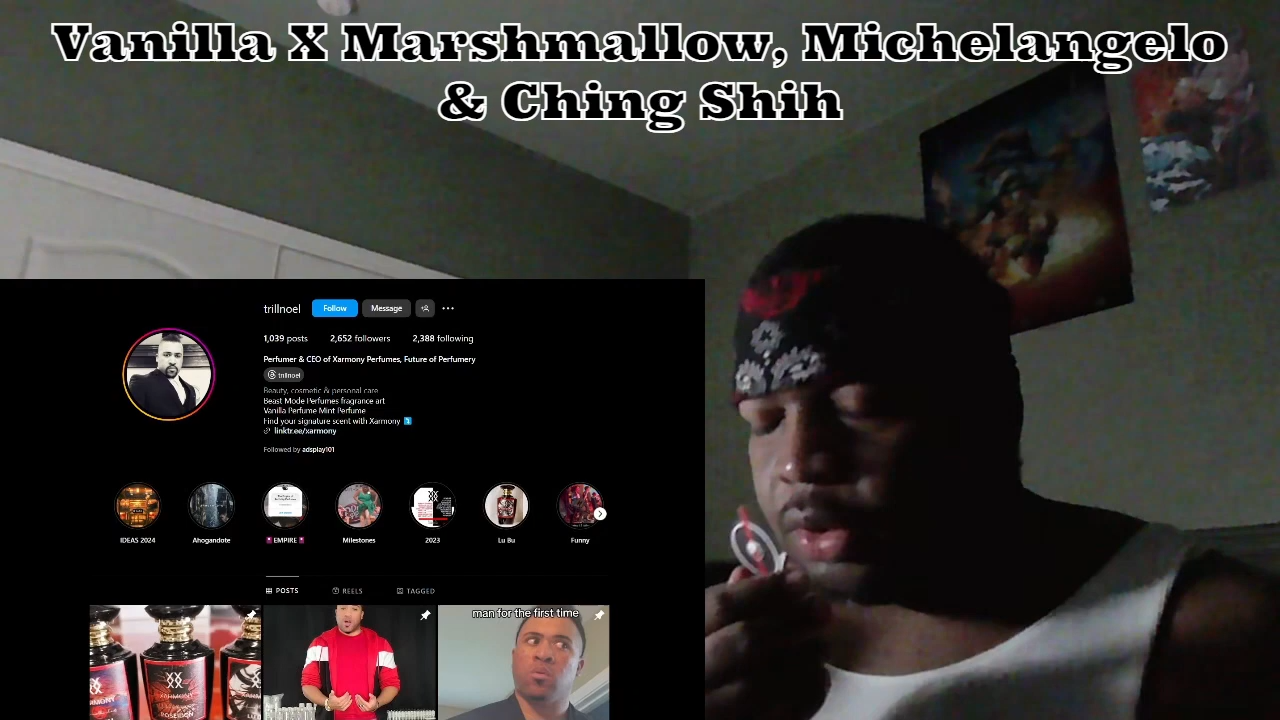 Vanilla X Marshmallow, Michelangelo
& Ching Shih
trillnoel Follow Message
1,039 posts 2,652 followers 2,388 following
Perfumer & CEO of Xarmony Perfumes, Future of Perfumery
trillnoel
Beauty, cosmetic & personal care
Beast Mode Perfumes fragrance art
Vanilla Perfume Mint Perfume
Find your signature scent with Xarmony
linktr.ee/xarmony
Followed by adsplay101
IDEAS 2024 Ahogandote EMPIRE Milestones 2023 Lu Bu Funny
POSTS REELS TAGGED
man for the first time
XARMONY
POSEIDON